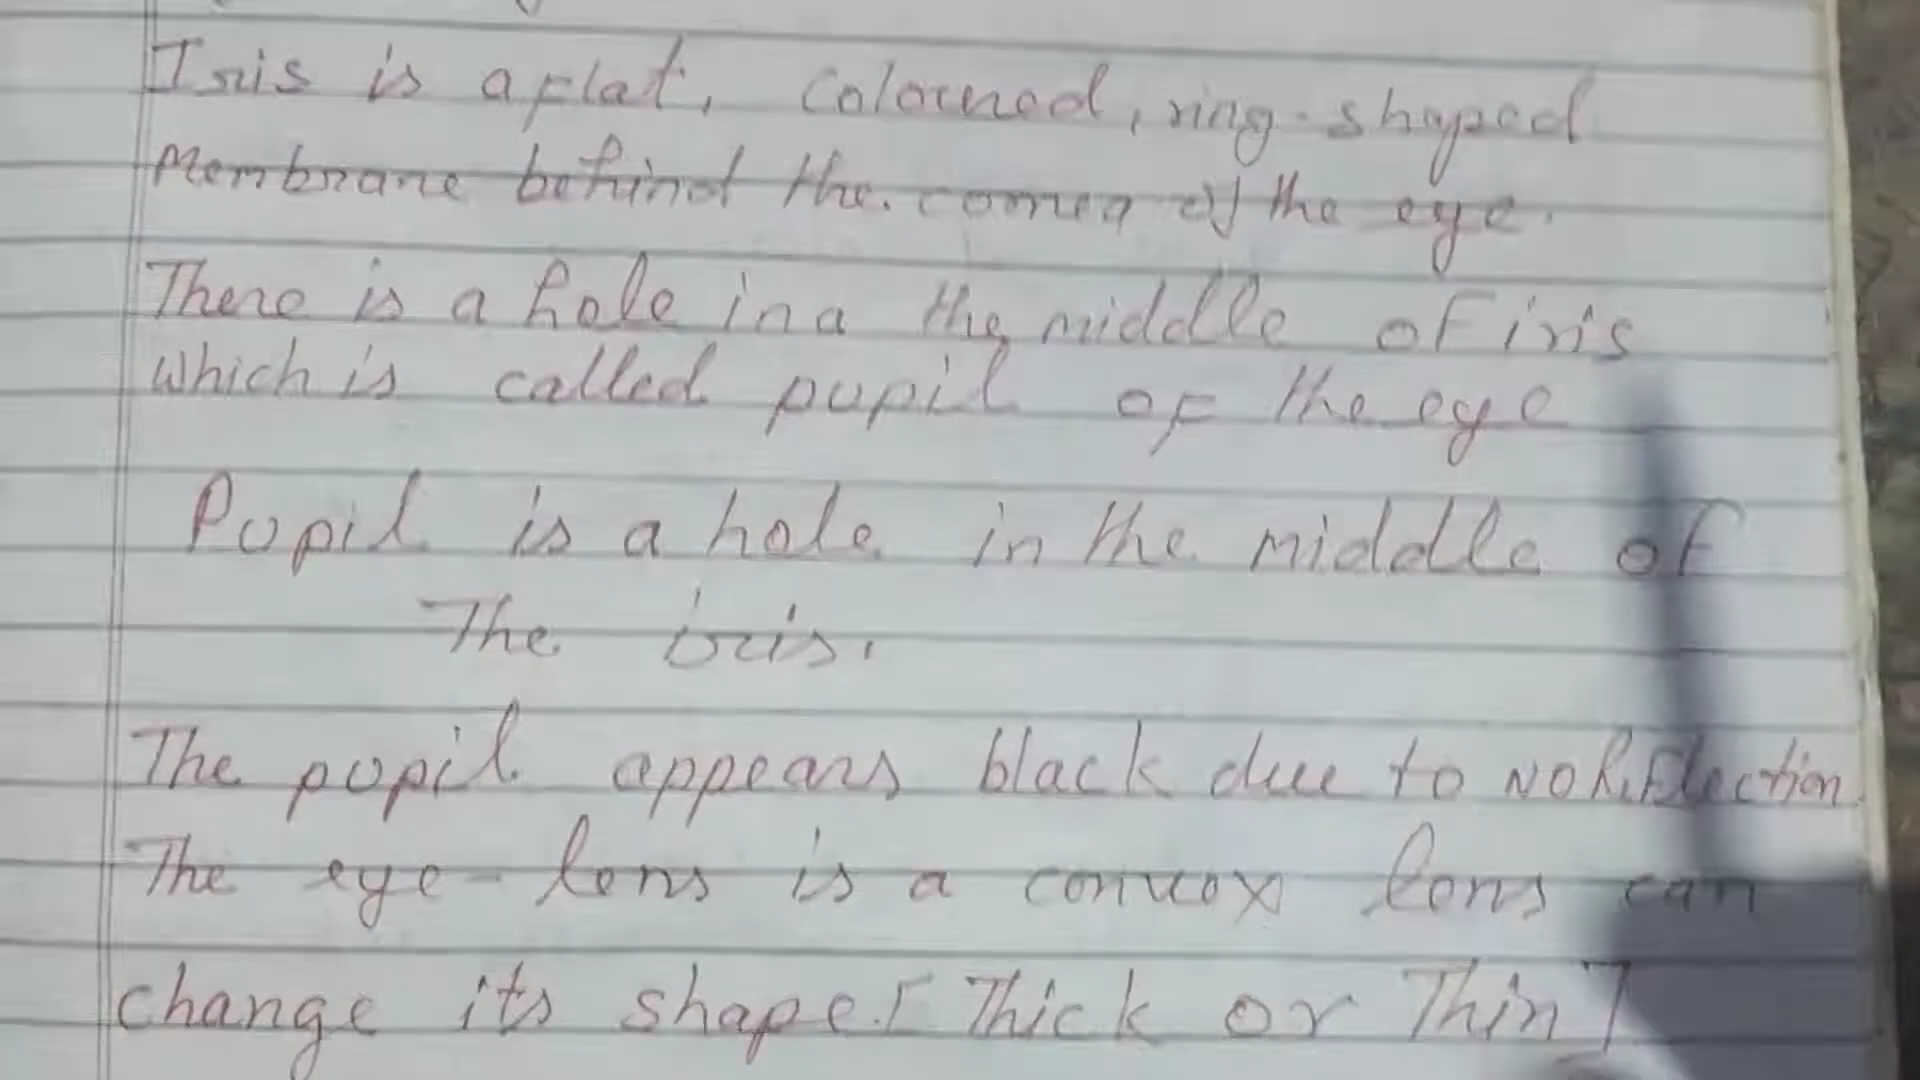 Iris is a flat, Coloured, ring-shaped
Membrane behind the cornea of the eye.
There is a hole in a the middle of iris
which is called pupil of the eye
Pupil is a hole in the middle of
The iris.
The pupil appears black due to no Reflection
The eye-lens is a convex lens can
change its shape. [Thick or Thin]